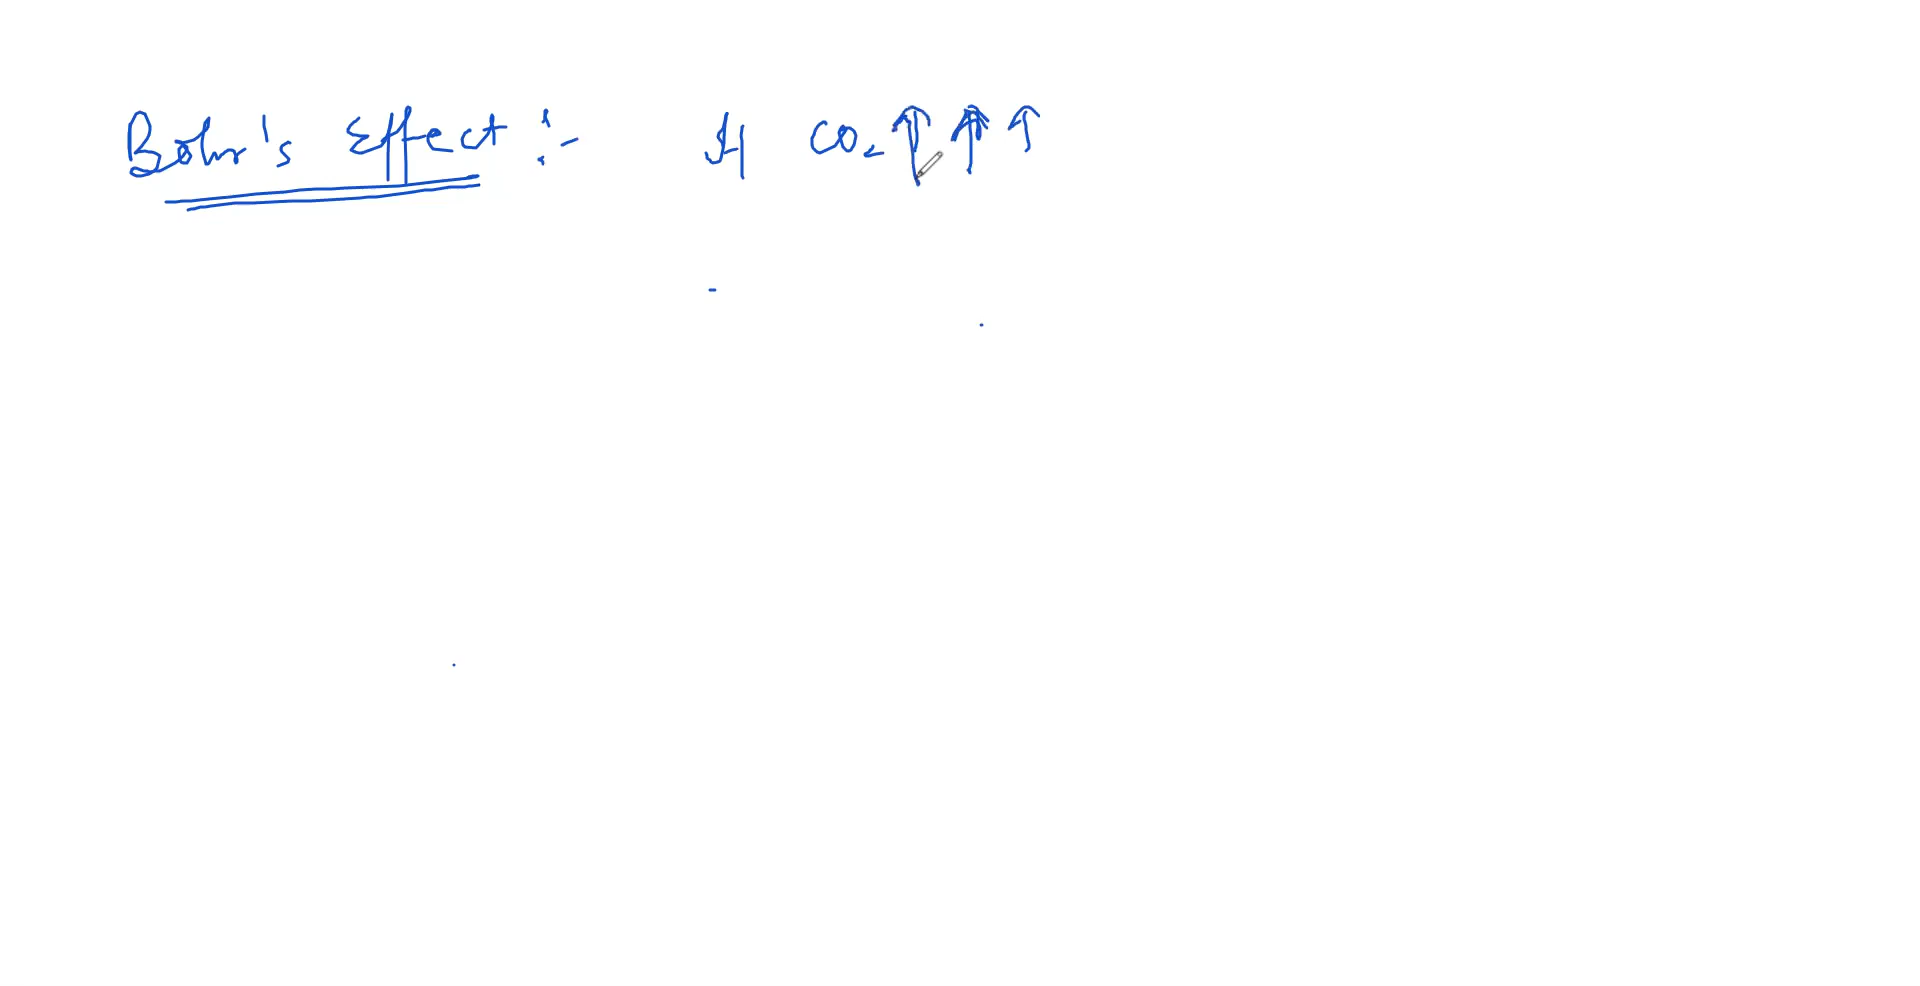 Bohr's Effect :- If CO₂ ↑ ↑ ↑